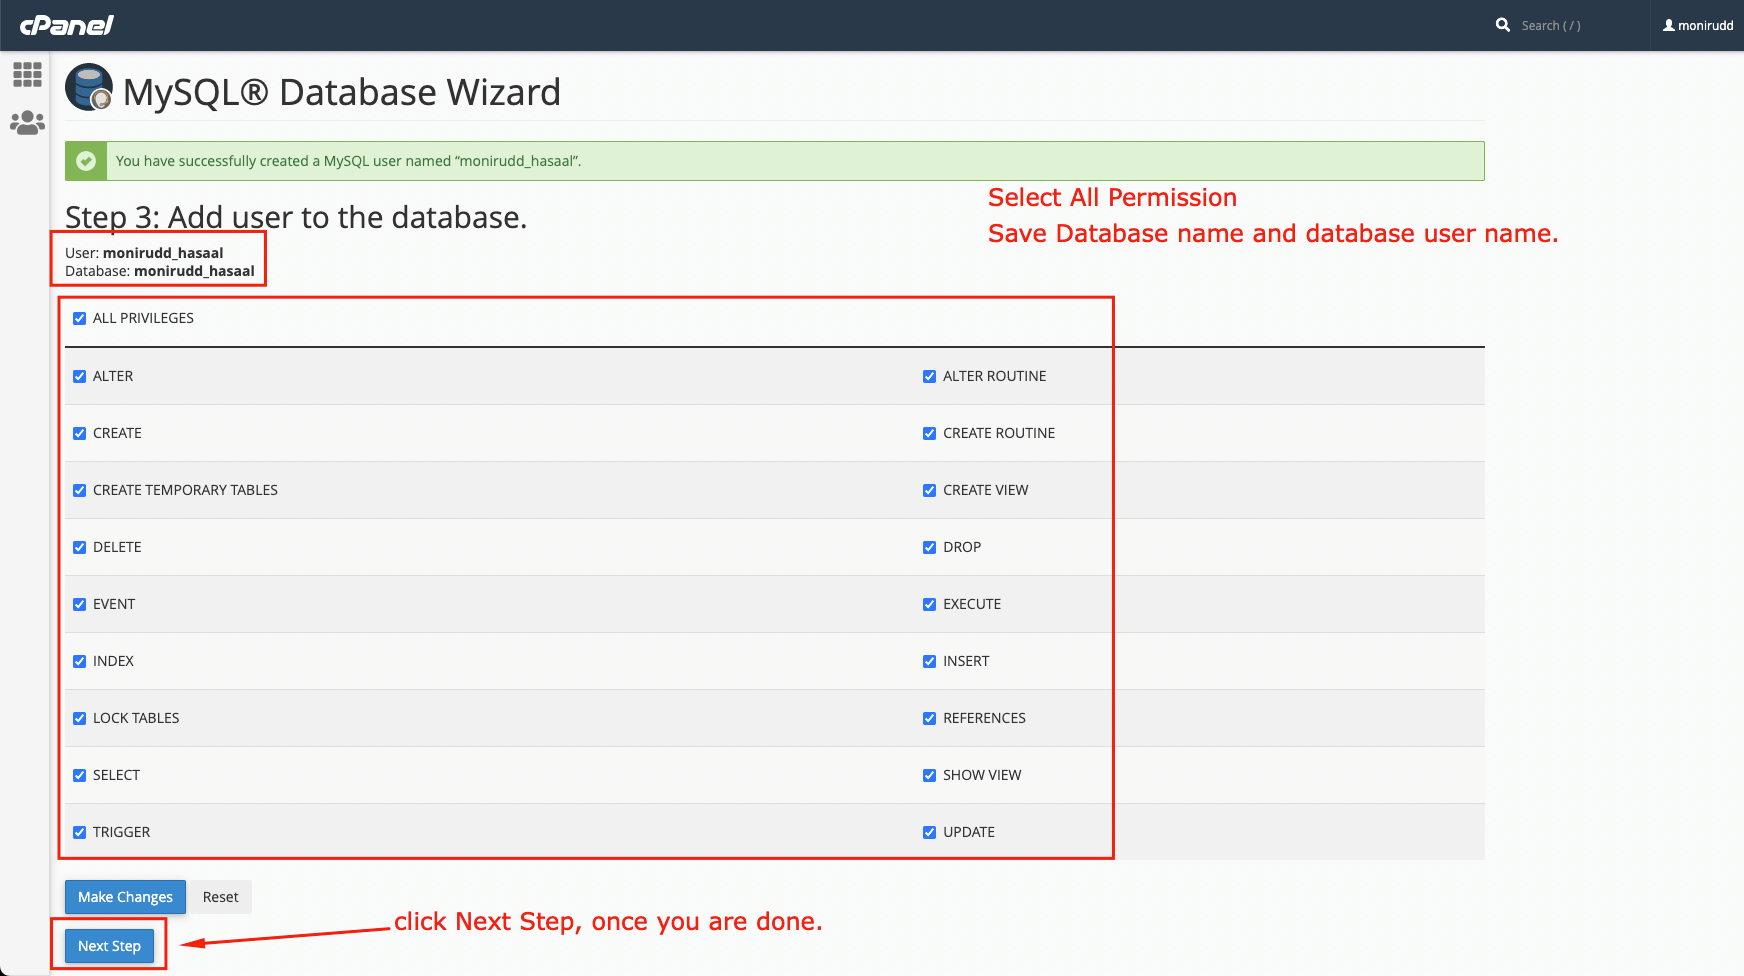 cPanel
Search ( / )
monirudd
MySQL® Database Wizard
You have successfully created a MySQL user named “monirudd_hasaal”.
Select All Permission
Save Database name and database user name.
Step 3: Add user to the database.
User: monirudd_hasaal
Database: monirudd_hasaal
ALL PRIVILEGES
ALTER
ALTER ROUTINE
CREATE
CREATE ROUTINE
CREATE TEMPORARY TABLES
CREATE VIEW
DELETE
DROP
EVENT
EXECUTE
INDEX
INSERT
LOCK TABLES
REFERENCES
SELECT
SHOW VIEW
TRIGGER
UPDATE
Make Changes
Reset
click Next Step, once you are done.
Next Step